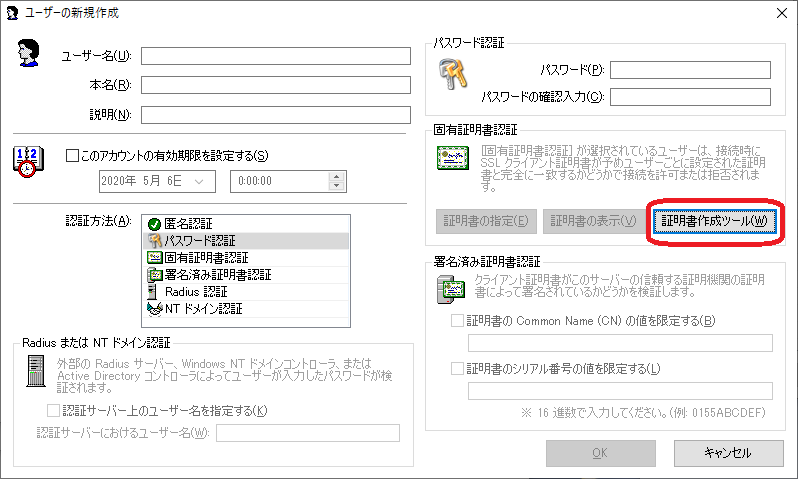 ユーザーの新規作成
ユーザー名(U):
本名(R):
説明(N):
このアカウントの有効期限を設定する(S)
2020年 5月 6日
0:00:00
認証方法(A):
匿名認証
パスワード認証
固有証明書認証
署名済み証明書認証
Radius 認証
NT ドメイン認証
Radius または NT ドメイン認証
外部の Radius サーバー、Windows NT ドメインコントローラ、または
Active Directory コントローラによってユーザーが入力したパスワードが検
証されます。
認証サーバー上のユーザー名を指定する(K)
認証サーバーにおけるユーザー名(W):
パスワード認証
パスワード(P):
パスワードの確認入力(C):
固有証明書認証
[固有証明書認証] が選択されているユーザーは、接続時に
SSL クライアント証明書が予めユーザーごとに設定された証明
書と完全に一致するかどうかで接続を許可または拒否されま
す。
証明書の指定(E)
証明書の表示(V)
証明書作成ツール(W)
署名済み証明書認証
クライアント証明書がこのサーバーの信頼する証明機関の証明
書によって署名されているかどうかを検証します。
証明書の Common Name (CN) の値を限定する(B)
証明書のシリアル番号の値を限定する(L)
※ 16 進数で入力してください。(例: 0155ABCDEF)
OK
キャンセル